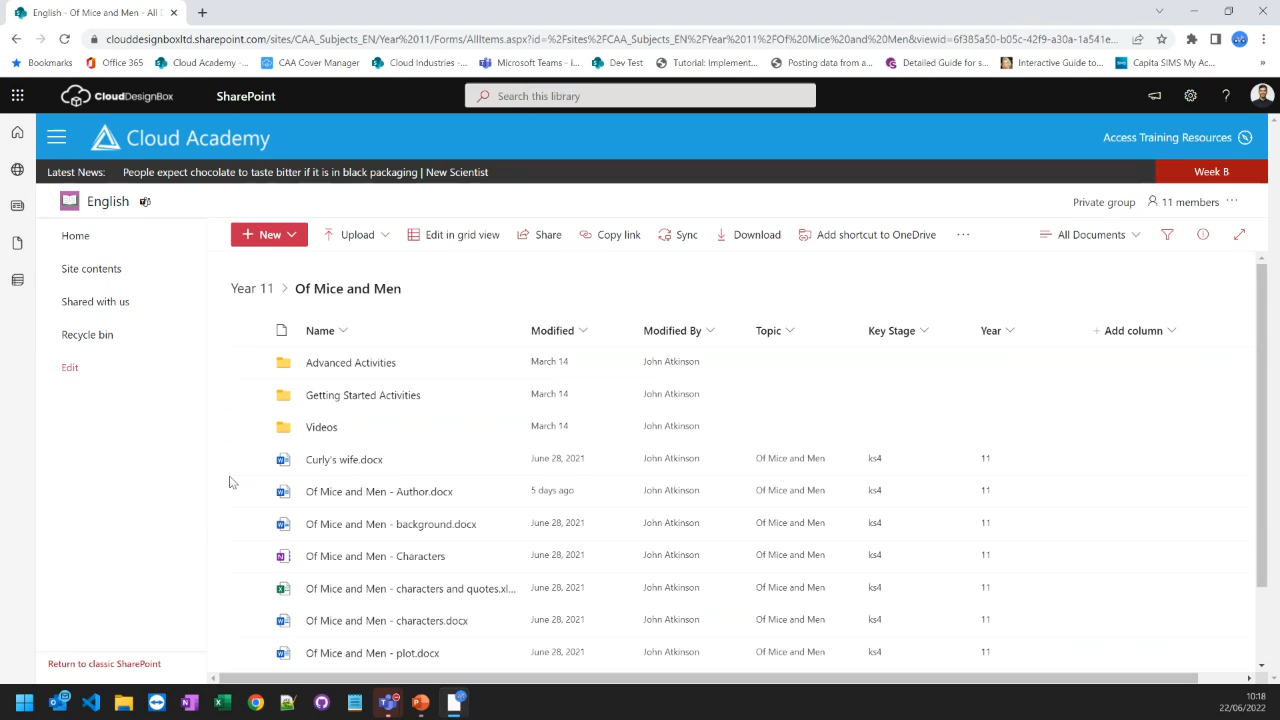 English - Of Mice and Men - All D
clouddesignboxltd.sharepoint.com/sites/CAA_Subjects_EN/Year%2011/Forms/AllItems.aspx?id=%2Fsites%2FCAA_Subjects_EN%2FYear%2011%2FOf%20Mice%20and%20Men&viewid=6f385a50-b05c-42f9-a30a-1a541e...
Bookmarks Office 365 Cloud Academy -... CAA Cover Manager Cloud Industries -... Microsoft Teams - i... Dev Test Tutorial: Implement... Posting data from a... Detailed Guide for s... Interactive Guide to... Capita SIMS My Ac... »
CloudDesignBox SharePoint Search this library ?
Cloud Academy Access Training Resources
Latest News: People expect chocolate to taste bitter if it is in black packaging | New Scientist Week B
English Private group 11 members ...
Home
+ New Upload Edit in grid view Share Copy link Sync Download Add shortcut to OneDrive ... All Documents
Site contents
Shared with us
Recycle bin
Edit
Year 11 > Of Mice and Men
Name Modified Modified By Topic Key Stage Year + Add column
Advanced Activities March 14 John Atkinson
Getting Started Activities March 14 John Atkinson
Videos March 14 John Atkinson
Curly's wife.docx June 28, 2021 John Atkinson Of Mice and Men ks4 11
Of Mice and Men - Author.docx 5 days ago John Atkinson Of Mice and Men ks4 11
Of Mice and Men - background.docx June 28, 2021 John Atkinson Of Mice and Men ks4 11
Of Mice and Men - Characters June 28, 2021 John Atkinson Of Mice and Men ks4 11
Of Mice and Men - characters and quotes.xl... June 28, 2021 John Atkinson Of Mice and Men ks4 11
Of Mice and Men - characters.docx June 28, 2021 John Atkinson Of Mice and Men ks4 11
Of Mice and Men - plot.docx June 28, 2021 John Atkinson Of Mice and Men ks4 11
Return to classic SharePoint
10:18
22/06/2022